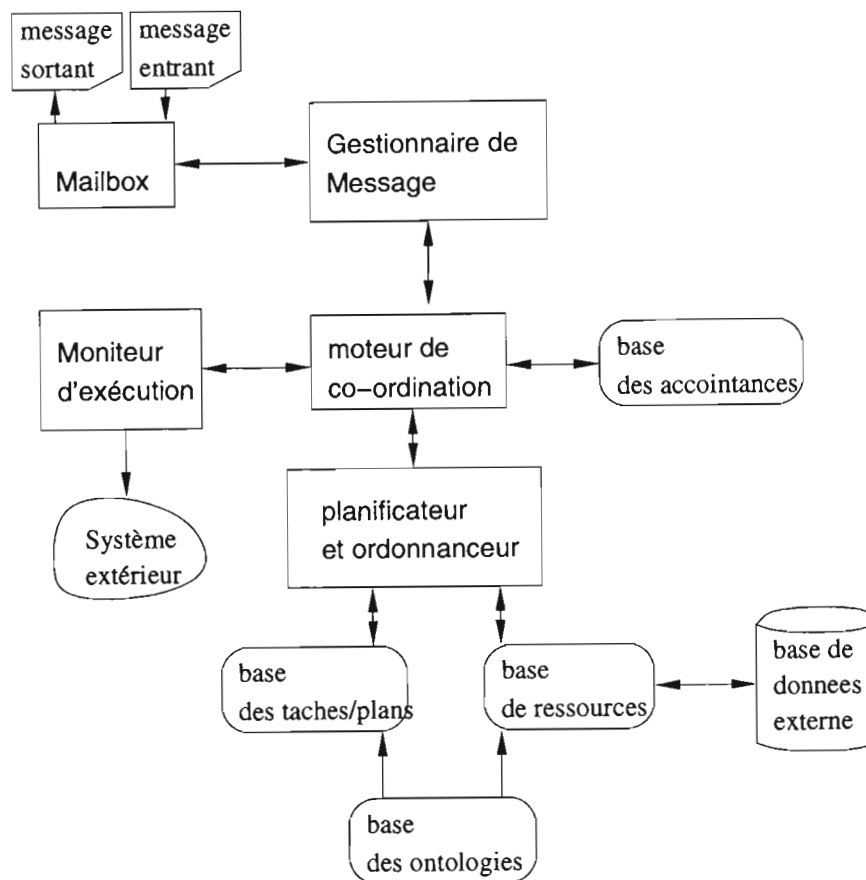 message
sortant
message
entrant
Mailbox
Gestionnaire de
Message
Moniteur
d'exécution
moteur de
co-ordination
base
des accointances
planificateur
et ordonnanceur
Système
extérieur
base
des taches/plans
base
de ressources
base de
donnees
externe
base
des ontologies